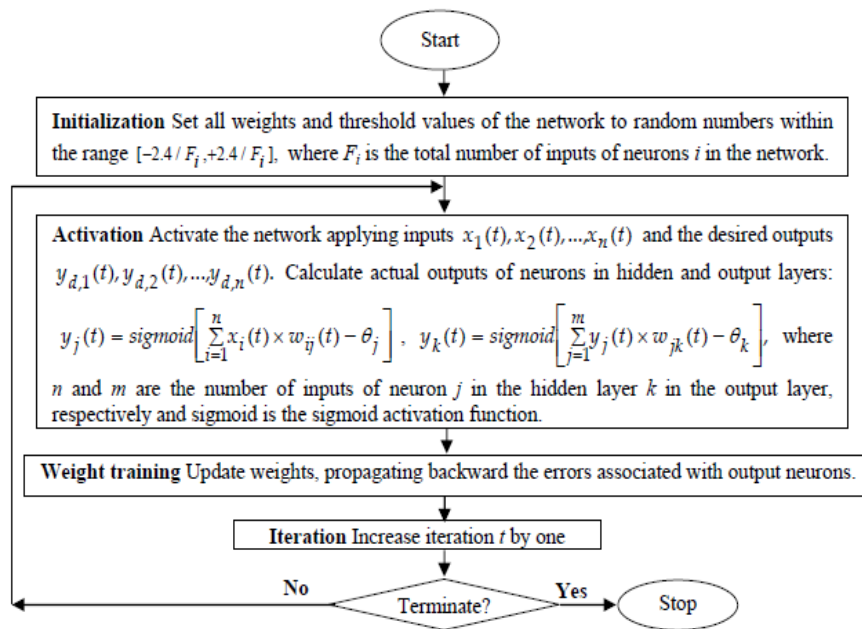 Start
Initialization Set all weights and threshold values of the network to random numbers within
the range [−2.4 / F_i ,+2.4 / F_i ], where F_i is the total number of inputs of neurons i in the network.
Activation Activate the network applying inputs x_1(t), x_2(t),...,x_n(t) and the desired outputs
y_{d,1}(t), y_{d,2}(t),...,y_{d,n}(t). Calculate actual outputs of neurons in hidden and output layers:
y_j(t) = sigmoid[∑_{i=1}^{n} x_i(t) × w_{ij}(t) − θ_j] , y_k(t) = sigmoid[∑_{j=1}^{m} y_j(t) × w_{jk}(t) − θ_k], where
n and m are the number of inputs of neuron j in the hidden layer k in the output layer,
respectively and sigmoid is the sigmoid activation function.
Weight training Update weights, propagating backward the errors associated with output neurons.
Iteration Increase iteration t by one
No
Terminate?
Yes
Stop